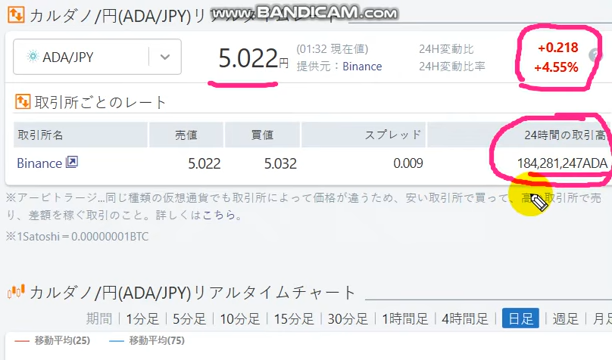 カルダノ/円(ADA/JPY)リアルタイムレート
www.BANDICAM.com
ADA/JPY
5.022円
(01:32 現在値)
提供元：Binance
24H変動比
24H変動比率
+0.218
+4.55%
取引所ごとのレート
取引所名 売値 買値 スプレッド 24時間の取引高
Binance 5.022 5.032 0.009 184,281,247ADA
※アービトラージ...同じ種類の仮想通貨でも取引所によって価格が違うため、安い取引所で買って、高い取引所で売
り、差額を稼ぐ取引のこと。詳しくはこちら。
※1Satoshi＝0.00000001BTC
カルダノ/円(ADA/JPY)リアルタイムチャート
期間 | 1分足 | 5分足 | 10分足 | 15分足 | 30分足 | 1時間足 | 4時間足 | 日足 | 週足 | 月足
移動平均(25) 移動平均(75)